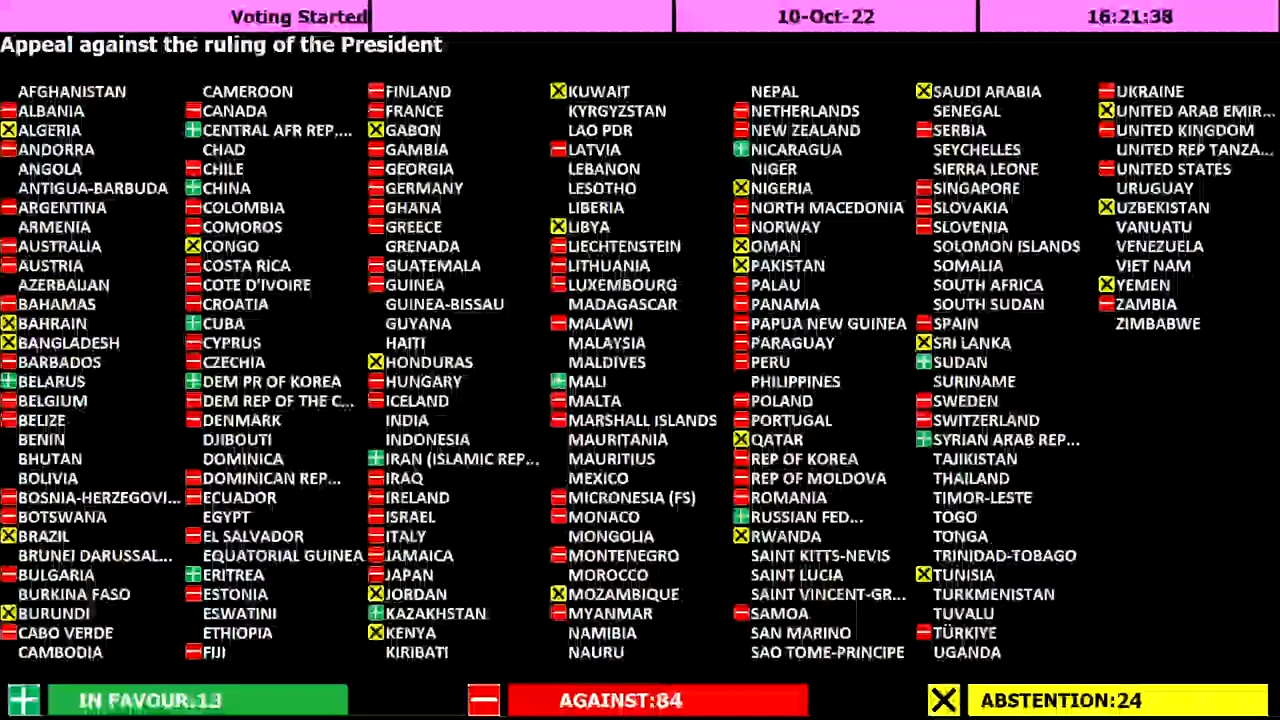 Voting Started 10-Oct-22 16:21:38
Appeal against the ruling of the President
AFGHANISTAN CAMEROON FINLAND KUWAIT NEPAL SAUDI ARABIA UKRAINE
ALBANIA CANADA FRANCE KYRGYZSTAN NETHERLANDS SENEGAL UNITED ARAB EMIR...
ALGERIA CENTRAL AFR REP.... GABON LAO PDR NEW ZEALAND SERBIA UNITED KINGDOM
ANDORRA CHAD GAMBIA LATVIA NICARAGUA SEYCHELLES UNITED REP TANZA...
ANGOLA CHILE GEORGIA LEBANON NIGER SIERRA LEONE UNITED STATES
ANTIGUA-BARBUDA CHINA GERMANY LESOTHO NIGERIA SINGAPORE URUGUAY
ARGENTINA COLOMBIA GHANA LIBERIA NORTH MACEDONIA SLOVAKIA UZBEKISTAN
ARMENIA COMOROS GREECE LIBYA NORWAY SLOVENIA VANUATU
AUSTRALIA CONGO GRENADA LIECHTENSTEIN OMAN SOLOMON ISLANDS VENEZUELA
AUSTRIA COSTA RICA GUATEMALA LITHUANIA PAKISTAN SOMALIA VIET NAM
AZERBAIJAN COTE D'IVOIRE GUINEA LUXEMBOURG PALAU SOUTH AFRICA YEMEN
BAHAMAS CROATIA GUINEA-BISSAU MADAGASCAR PANAMA SOUTH SUDAN ZAMBIA
BAHRAIN CUBA GUYANA MALAWI PAPUA NEW GUINEA SPAIN ZIMBABWE
BANGLADESH CYPRUS HAITI MALAYSIA PARAGUAY SRI LANKA
BARBADOS CZECHIA HONDURAS MALDIVES PERU SUDAN
BELARUS DEM PR OF KOREA HUNGARY MALI PHILIPPINES SURINAME
BELGIUM DEM REP OF THE C... ICELAND MALTA POLAND SWEDEN
BELIZE DENMARK INDIA MARSHALL ISLANDS PORTUGAL SWITZERLAND
BENIN DJIBOUTI INDONESIA MAURITANIA QATAR SYRIAN ARAB REP...
BHUTAN DOMINICA IRAN (ISLAMIC REP... MAURITIUS REP OF KOREA TAJIKISTAN
BOLIVIA DOMINICAN REP... IRAQ MEXICO REP OF MOLDOVA THAILAND
BOSNIA-HERZEGOVI... ECUADOR IRELAND MICRONESIA (FS) ROMANIA TIMOR-LESTE
BOTSWANA EGYPT ISRAEL MONACO RUSSIAN FED... TOGO
BRAZIL EL SALVADOR ITALY MONGOLIA RWANDA TONGA
BRUNEI DARUSSAL... EQUATORIAL GUINEA JAMAICA MONTENEGRO SAINT KITTS-NEVIS TRINIDAD-TOBAGO
BULGARIA ERITREA JAPAN MOROCCO SAINT LUCIA TUNISIA
BURKINA FASO ESTONIA JORDAN MOZAMBIQUE SAINT VINCENT-GR... TURKMENISTAN
BURUNDI ESWATINI KAZAKHSTAN MYANMAR SAMOA TUVALU
CABO VERDE ETHIOPIA KENYA NAMIBIA SAN MARINO TÜRKIYE
CAMBODIA FIJI KIRIBATI NAURU SAO TOME-PRINCIPE UGANDA
IN FAVOUR:13 AGAINST:84 ABSTENTION:24